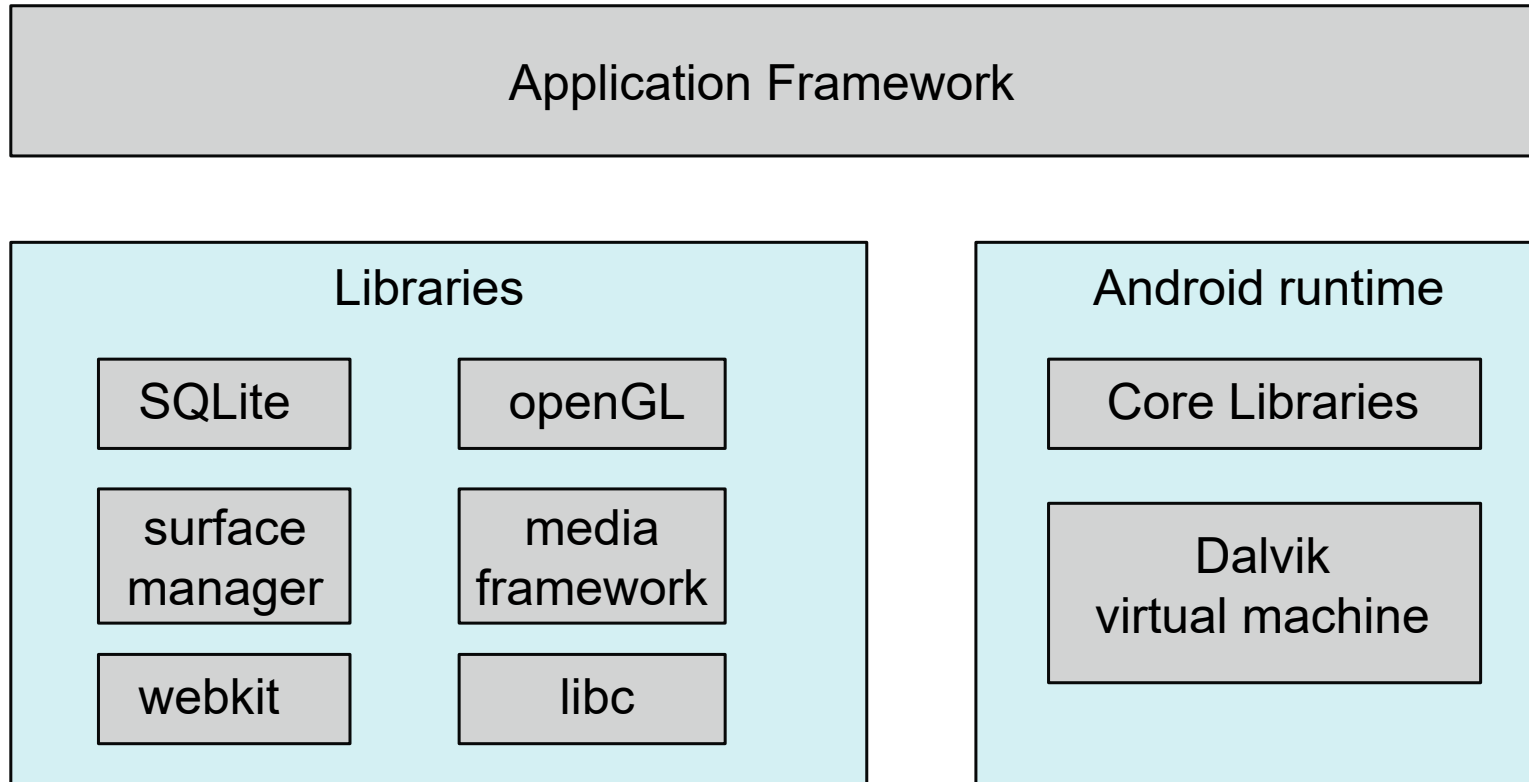 Application Framework
Libraries
SQLite
openGL
surface
manager
media
framework
webkit
libc
Android runtime
Core Libraries
Dalvik
virtual machine